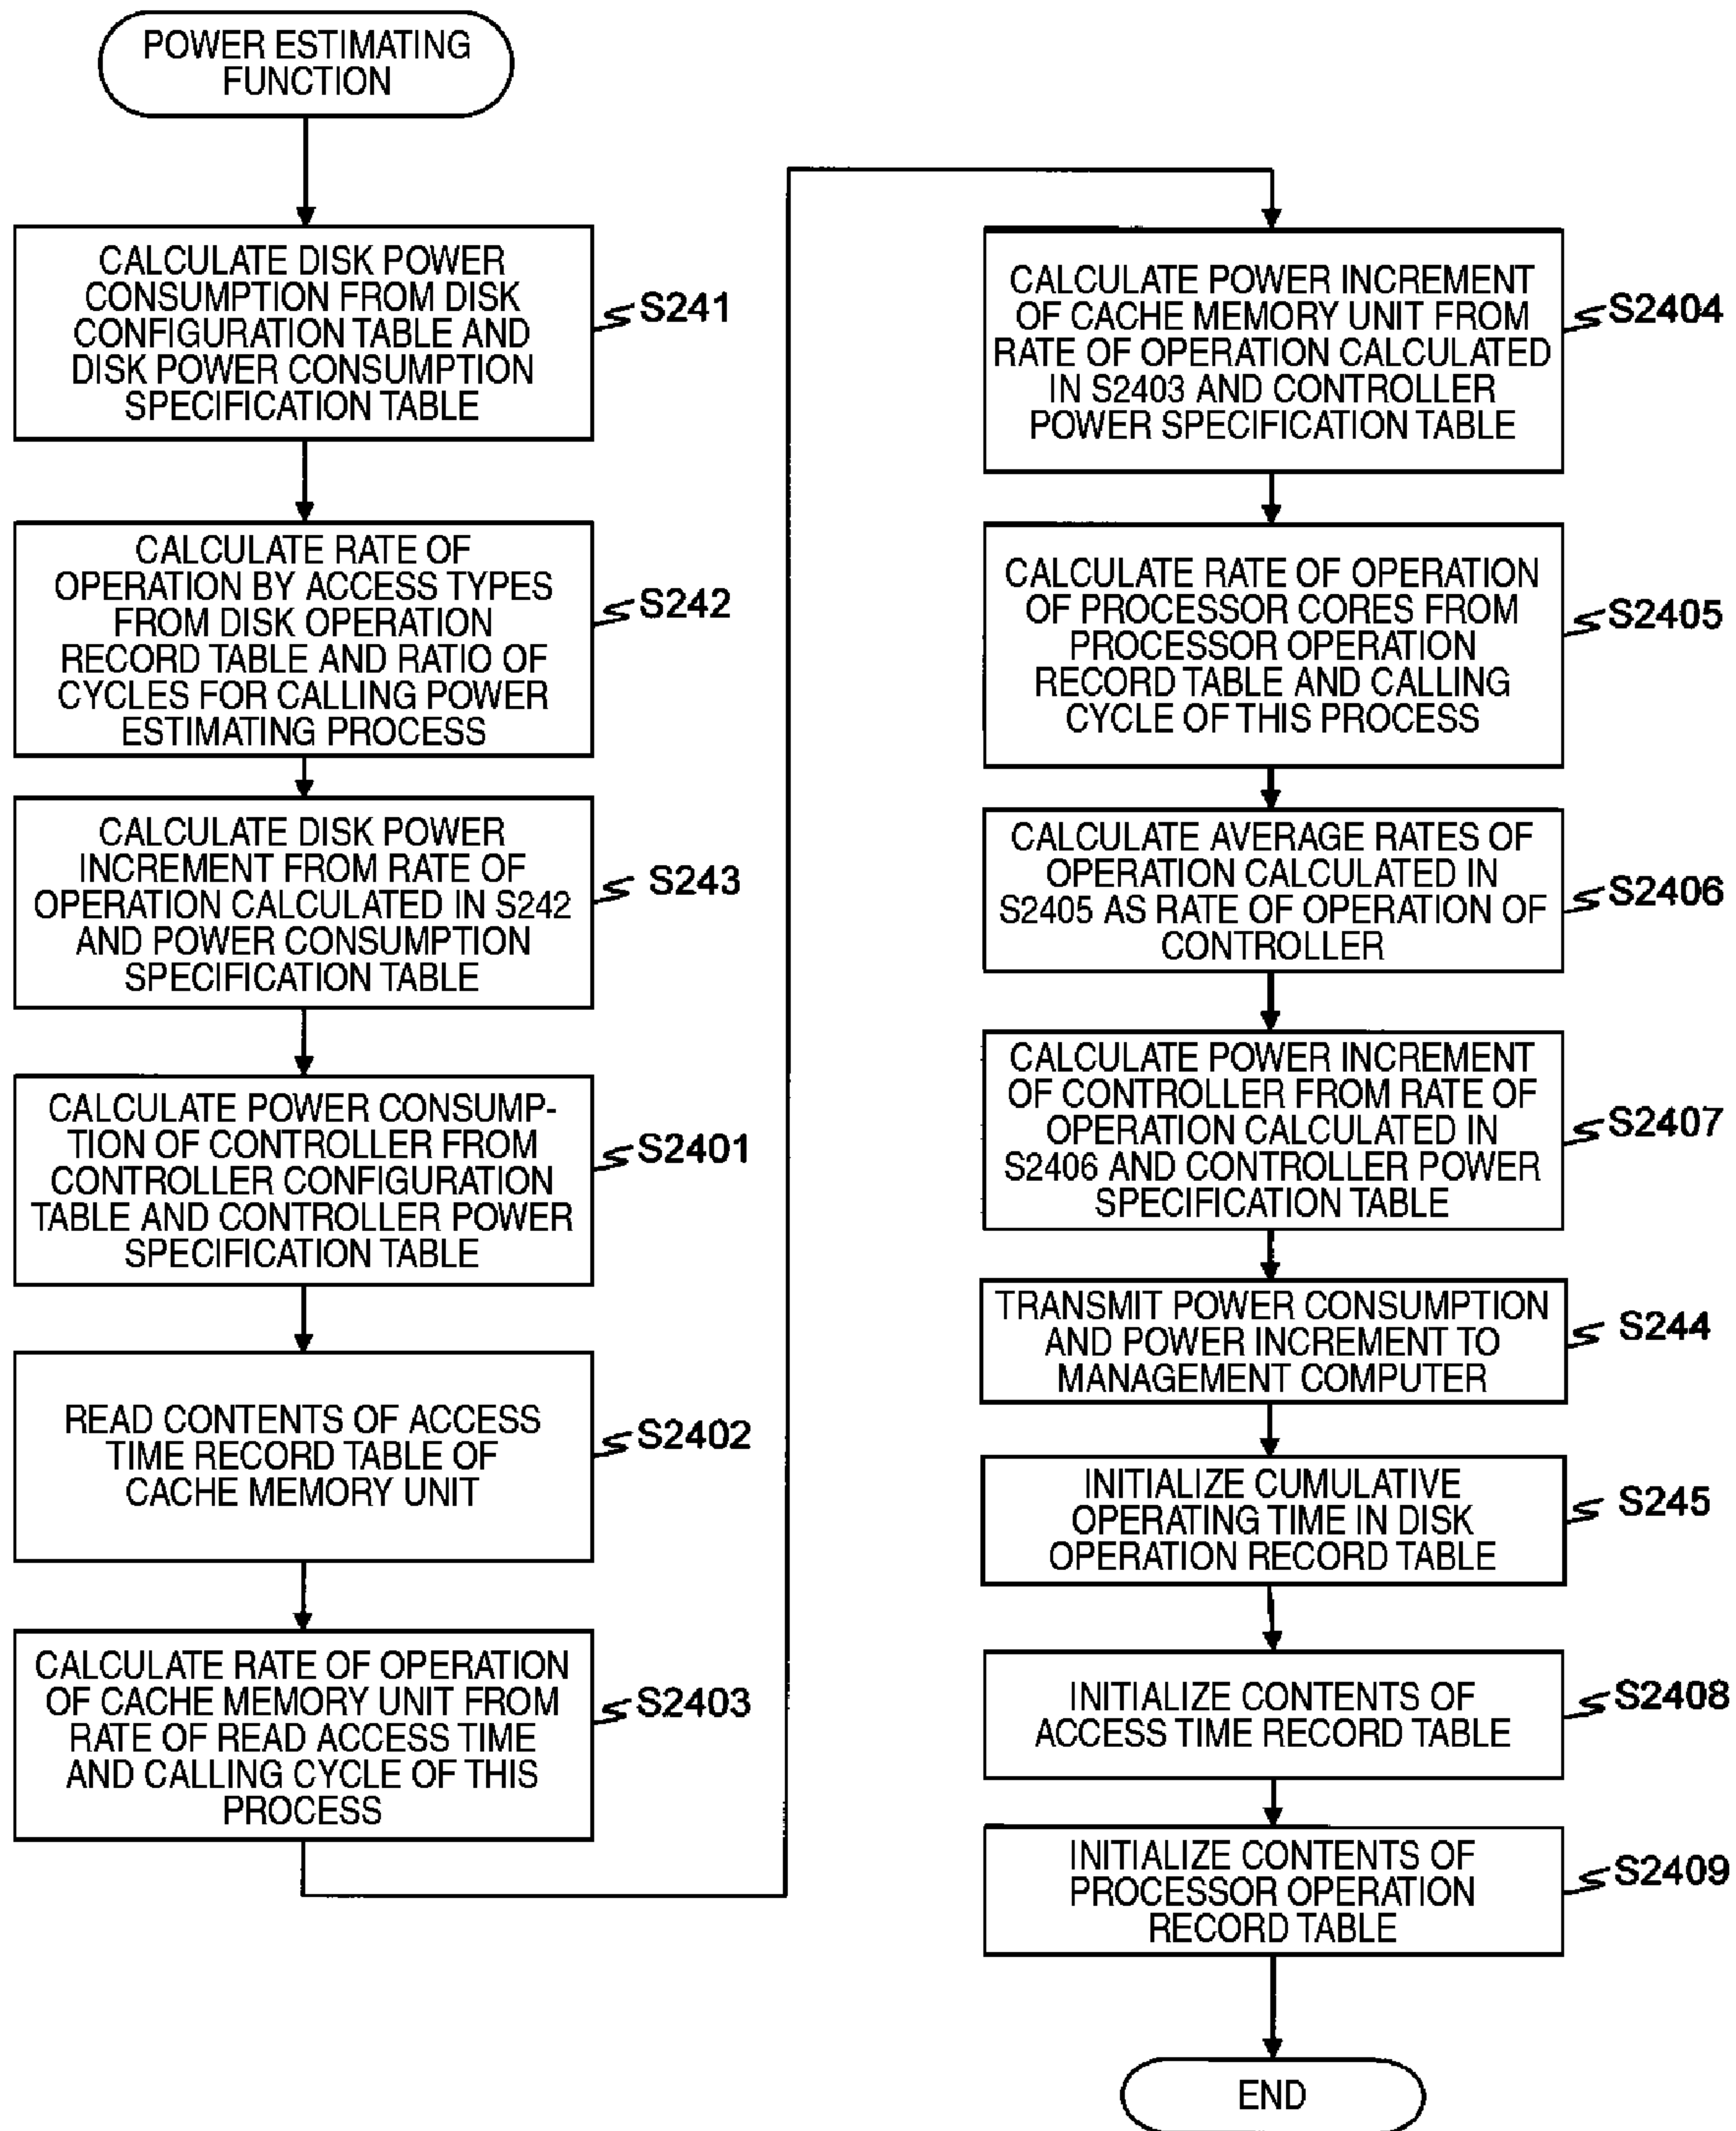 POWER ESTIMATING
FUNCTION
CALCULATE DISK POWER
CONSUMPTION FROM DISK
CONFIGURATION TABLE AND
DISK POWER CONSUMPTION
SPECIFICATION TABLE
S241
CALCULATE RATE OF
OPERATION BY ACCESS TYPES
FROM DISK OPERATION
RECORD TABLE AND RATIO OF
CYCLES FOR CALLING POWER
ESTIMATING PROCESS
S242
CALCULATE DISK POWER
INCREMENT FROM RATE OF
OPERATION CALCULATED IN S242
AND POWER CONSUMPTION
SPECIFICATION TABLE
S243
CALCULATE POWER CONSUMP-
TION OF CONTROLLER FROM
CONTROLLER CONFIGURATION
TABLE AND CONTROLLER POWER
SPECIFICATION TABLE
S2401
READ CONTENTS OF ACCESS
TIME RECORD TABLE OF
CACHE MEMORY UNIT
S2402
CALCULATE RATE OF OPERATION
OF CACHE MEMORY UNIT FROM
RATE OF READ ACCESS TIME
AND CALLING CYCLE OF THIS
PROCESS
S2403
CALCULATE POWER INCREMENT
OF CACHE MEMORY UNIT FROM
RATE OF OPERATION CALCULATED
IN S2403 AND CONTROLLER
POWER SPECIFICATION TABLE
S2404
CALCULATE RATE OF OPERATION
OF PROCESSOR CORES FROM
PROCESSOR OPERATION
RECORD TABLE AND CALLING
CYCLE OF THIS PROCESS
S2405
CALCULATE AVERAGE RATES OF
OPERATION CALCULATED IN
S2405 AS RATE OF OPERATION OF
CONTROLLER
S2406
CALCULATE POWER INCREMENT
OF CONTROLLER FROM RATE OF
OPERATION CALCULATED IN
S2406 AND CONTROLLER POWER
SPECIFICATION TABLE
S2407
TRANSMIT POWER CONSUMPTION
AND POWER INCREMENT TO
MANAGEMENT COMPUTER
S244
INITIALIZE CUMULATIVE
OPERATING TIME IN DISK
OPERATION RECORD TABLE
S245
INITIALIZE CONTENTS OF
ACCESS TIME RECORD TABLE
S2408
INITIALIZE CONTENTS OF
PROCESSOR OPERATION
RECORD TABLE
S2409
END